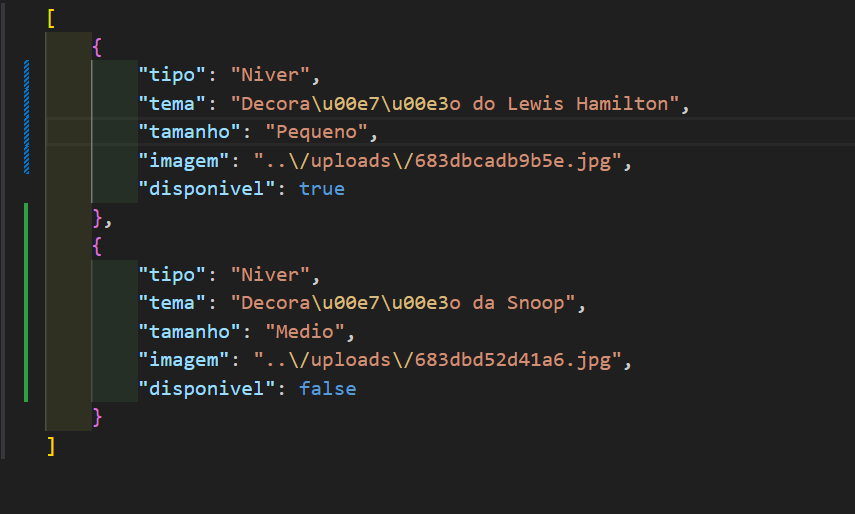 [
    {
        "tipo": "Niver",
        "tema": "Decora\u00e7\u00e3o do Lewis Hamilton",
        "tamanho": "Pequeno",
        "imagem": "..\/uploads\/683dbcadb9b5e.jpg",
        "disponivel": true
    },
    {
        "tipo": "Niver",
        "tema": "Decora\u00e7\u00e3o da Snoop",
        "tamanho": "Medio",
        "imagem": "..\/uploads\/683dbd52d41a6.jpg",
        "disponivel": false
    }
]